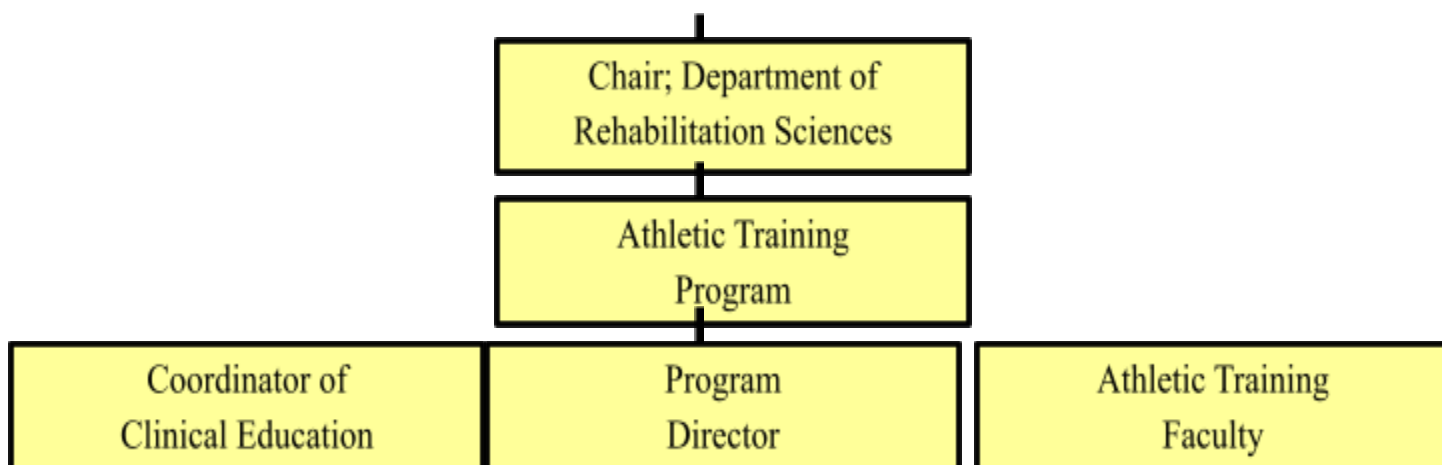 Chair; Department of
Rehabilitation Sciences
Athletic Training
Program
Coordinator of
Clinical Education
Program
Director
Athletic Training
Faculty